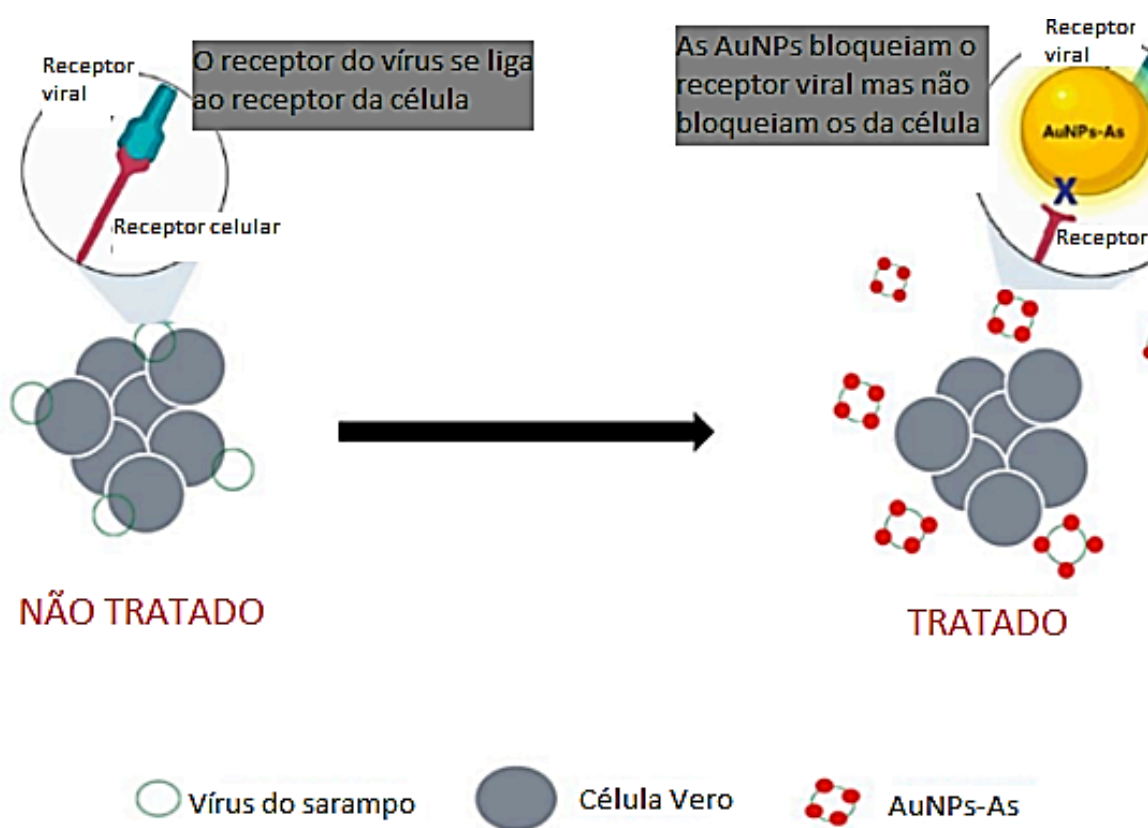 Receptor
viral
O receptor do vírus se liga
ao receptor da célula
Receptor celular
As AuNPs bloqueiam o
receptor viral mas não
bloqueiam os da célula
Receptor
viral
AuNPs-As
X
Receptor
NÃO TRATADO
TRATADO
Vírus do sarampo
Célula Vero
AuNPs-As